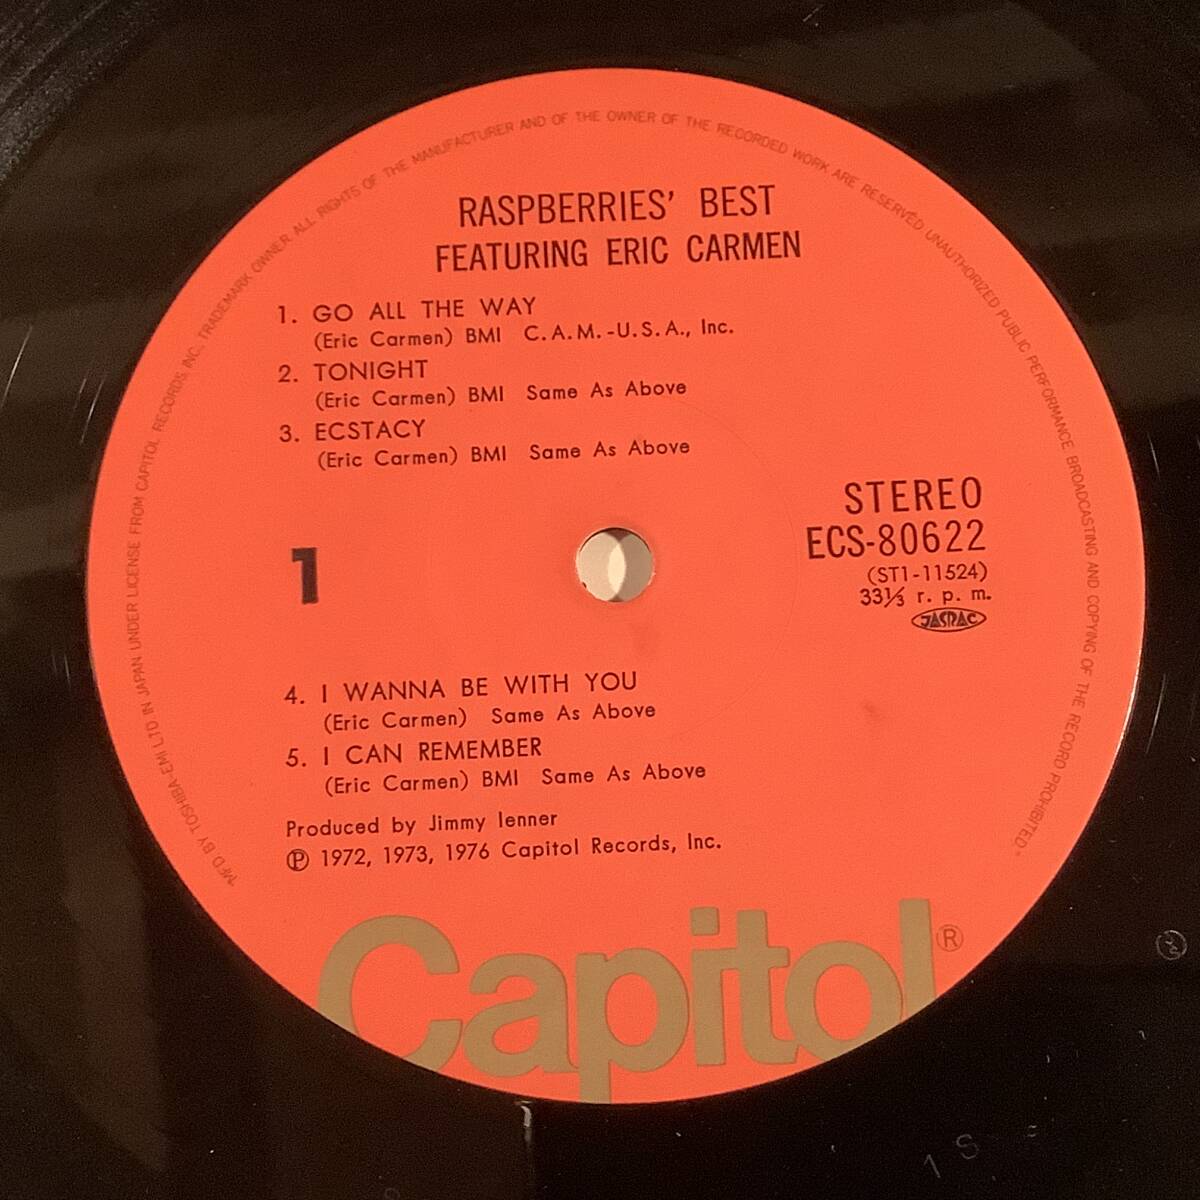 RASPBERRIES' BEST
FEATURING ERIC CARMEN
1. GO ALL THE WAY
(Eric Carmen) BMI C.A.M.-U.S.A., Inc.
2. TONIGHT
(Eric Carmen) BMI Same As Above
3. ECSTACY
(Eric Carmen) BMI Same As Above
STEREO
ECS-80622
(ST1-11524)
33⅓ r. p. m.
JASRAC
1
4. I WANNA BE WITH YOU
(Eric Carmen) Same As Above
5. I CAN REMEMBER
(Eric Carmen) BMI Same As Above
Produced by Jimmy Ienner
℗ 1972, 1973, 1976 Capitol Records, Inc.
Capitol®
"MFD. BY TOSHIBA-EMI LTD IN JAPAN UNDER LICENSE FROM CAPITOL RECORDS, INC. TRADEMARK OWNER ALL RIGHTS OF THE MANUFACTURER AND OF THE OWNER OF THE RECORDED WORK ARE RESERVED UNAUTHORIZED PUBLIC PERFORMANCE BROADCASTING AND COPYING OF THE RECORD PROHIBITED."
1S